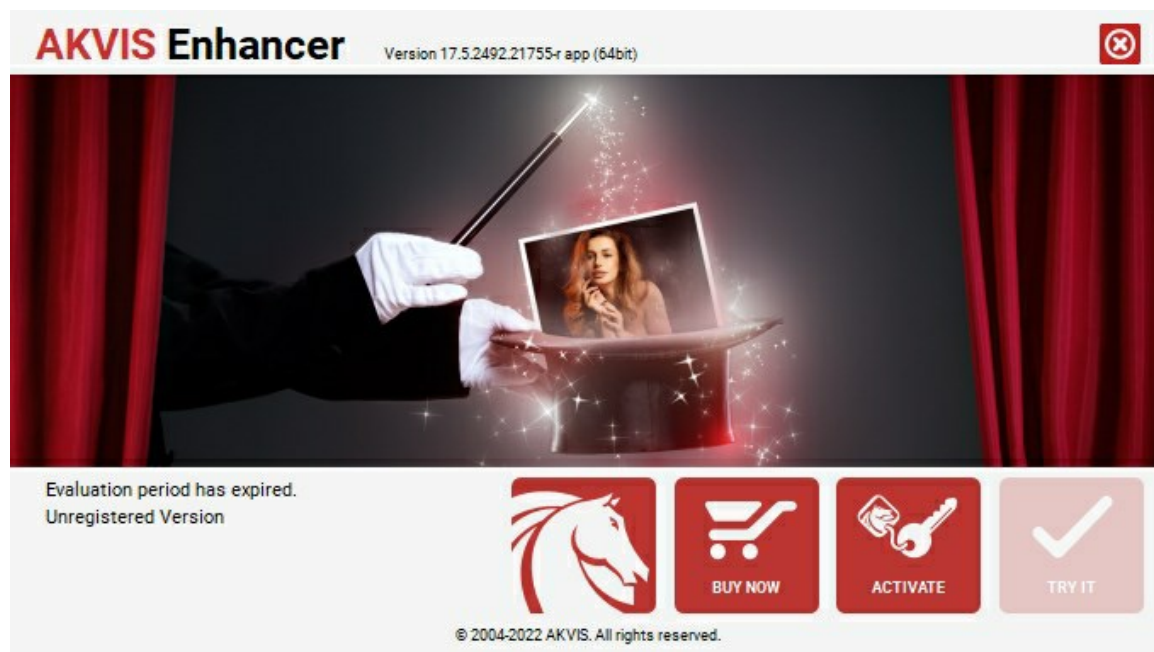 AKVIS Enhancer Version 17.5.2492.21755-r app (64bit)
Evaluation period has expired.
Unregistered Version
BUY NOW
ACTIVATE
TRY IT
© 2004-2022 AKVIS. All rights reserved.